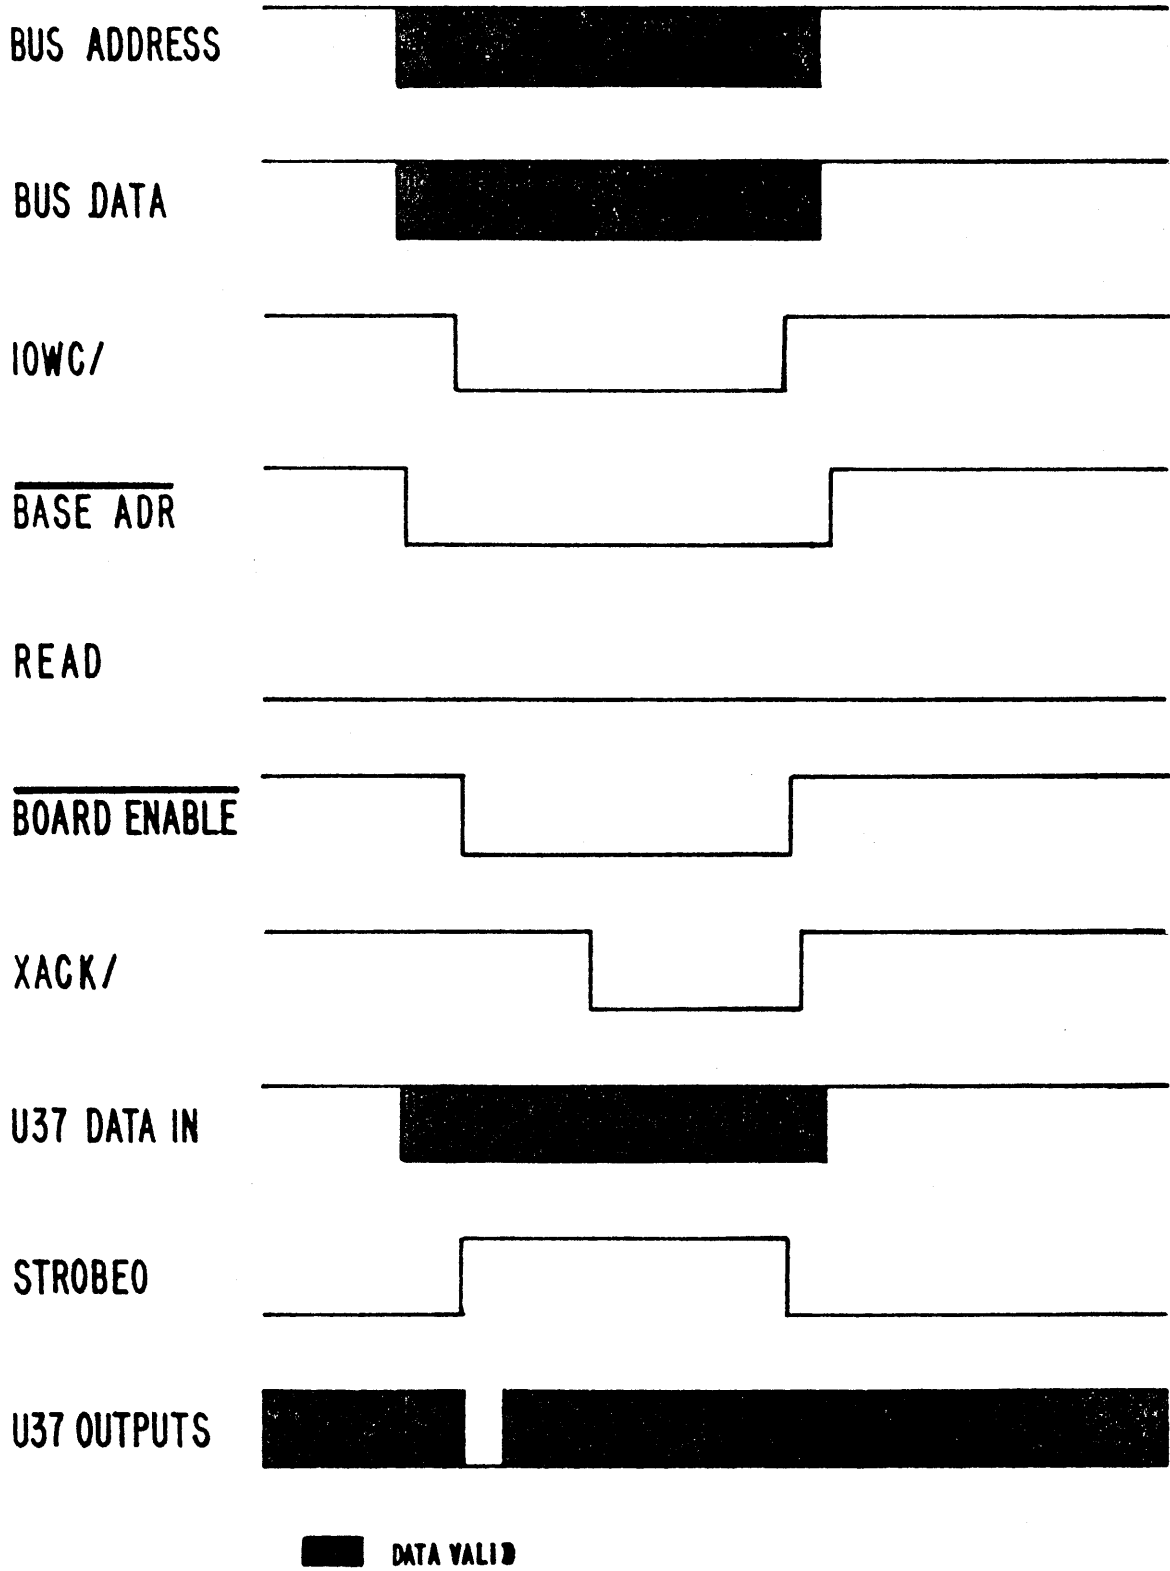 BUS ADDRESS
BUS DATA
IOWC/
BASE ADR
READ
BOARD ENABLE
XACK/
U37 DATA IN
STROBE0
U37 OUTPUTS
DATA VALID